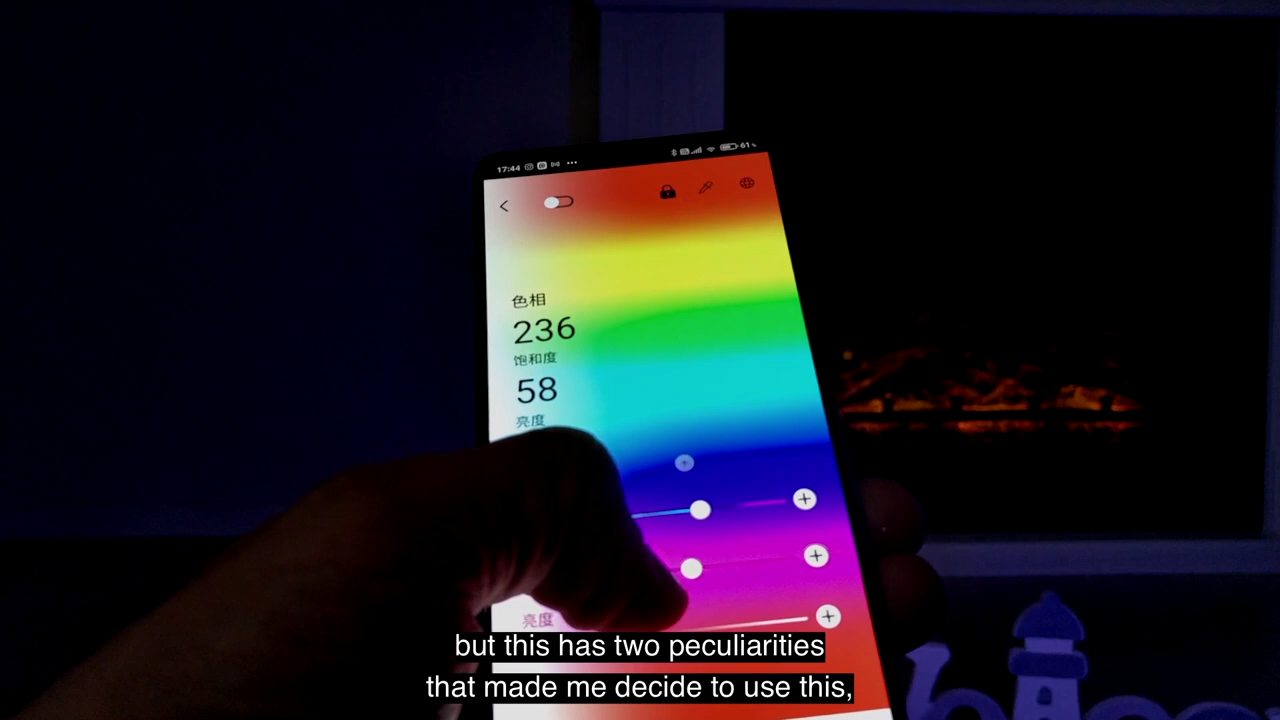 17:44
61%
色相
236
饱和度
58
亮度
亮度
but this has two peculiarities
that made me decide to use this,